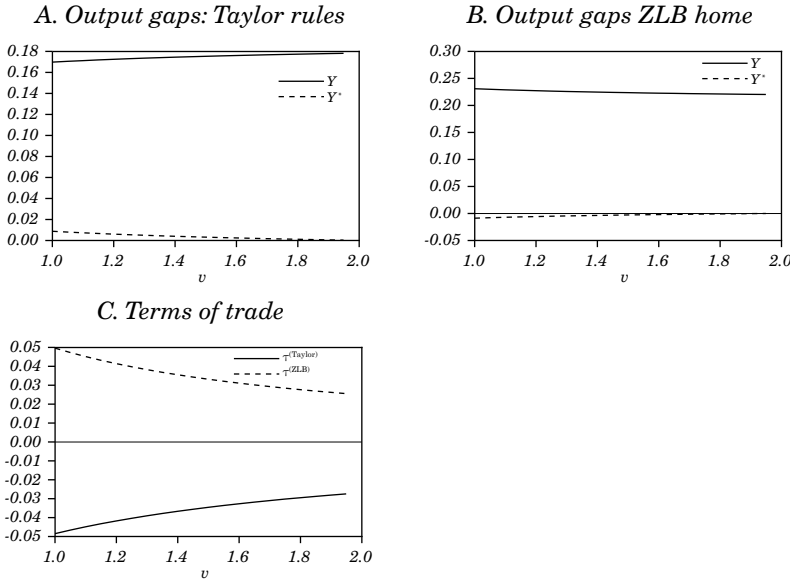 A. Output gaps: Taylor rules
0.18
0.16
0.14
0.12
0.10
0.08
0.06
0.04
0.02
0.00
Y
Y*
1.0 1.2 1.4 1.6 1.8 2.0
v
B. Output gaps ZLB home
0.30
0.25
0.20
0.15
0.10
0.05
0.00
-0.05
Y
Y*
1.0 1.2 1.4 1.6 1.8 2.0
v
C. Terms of trade
0.05
0.04
0.03
0.02
0.01
0.00
-0.01
-0.02
-0.03
-0.04
-0.05
τ(Taylor)
τ(ZLB)
1.0 1.2 1.4 1.6 1.8 2.0
v